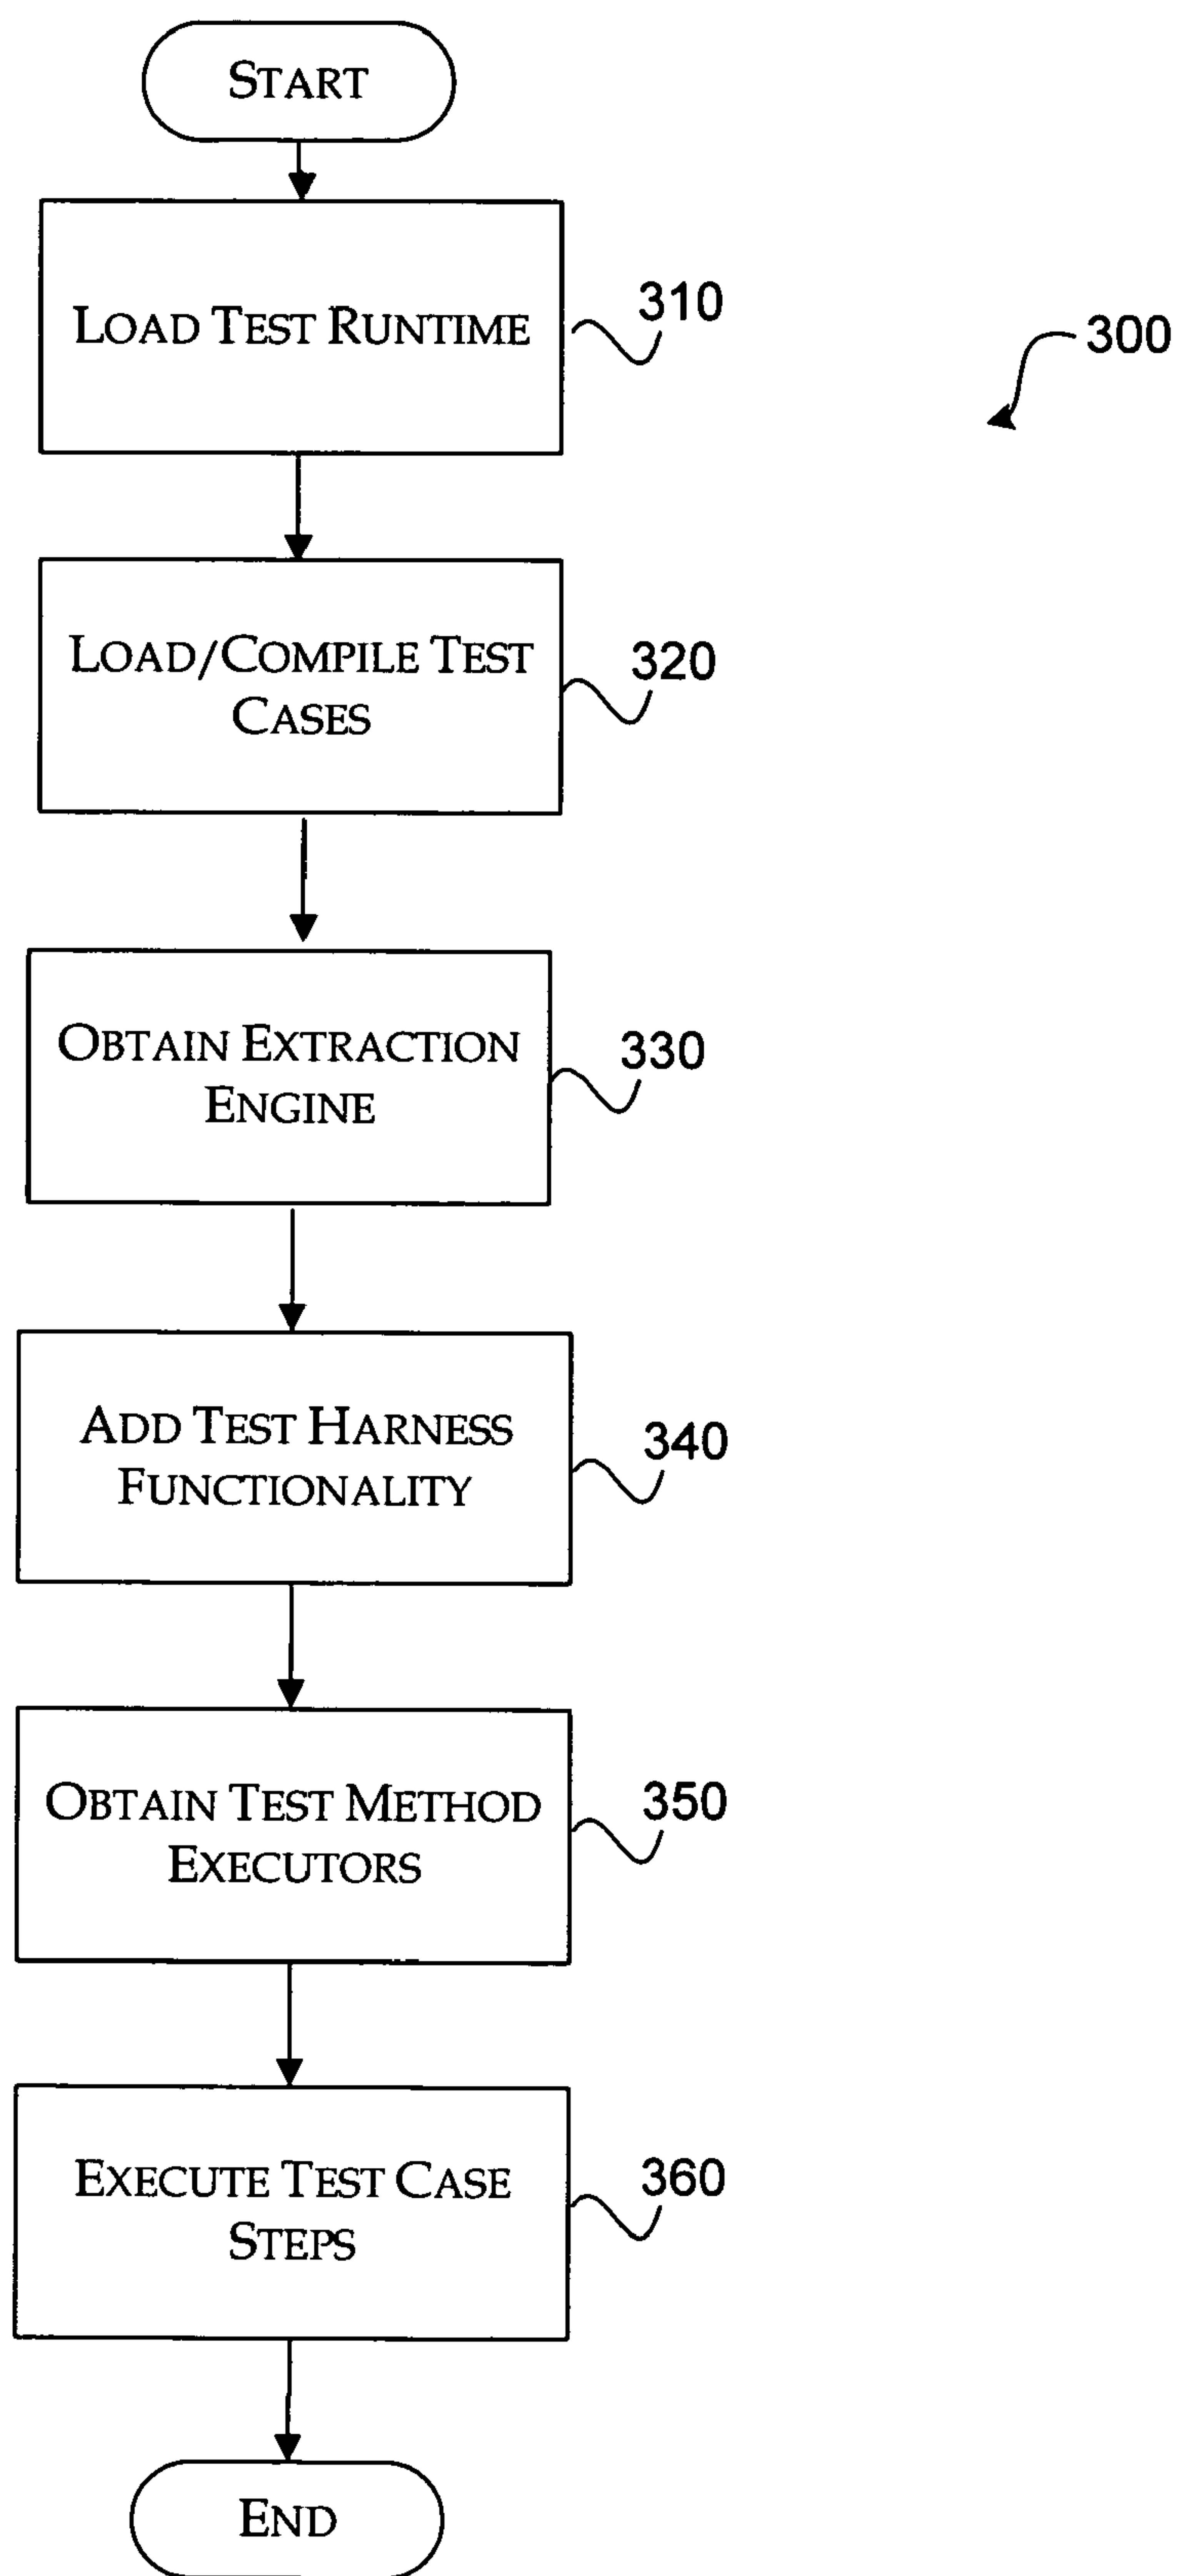 START
LOAD TEST RUNTIME
310
300
LOAD/COMPILE TEST
CASES
320
OBTAIN EXTRACTION
ENGINE
330
ADD TEST HARNESS
FUNCTIONALITY
340
OBTAIN TEST METHOD
EXECUTORS
350
EXECUTE TEST CASE
STEPS
360
END